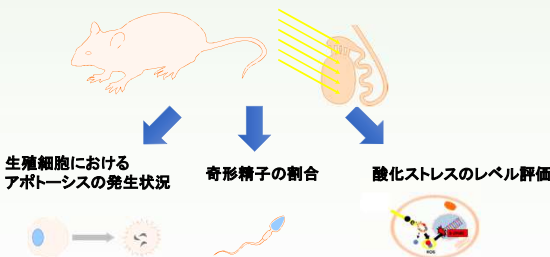 生殖細胞における
アポトーシスの発生状況
奇形精子の割合
酸化ストレスのレベル評価
ROS